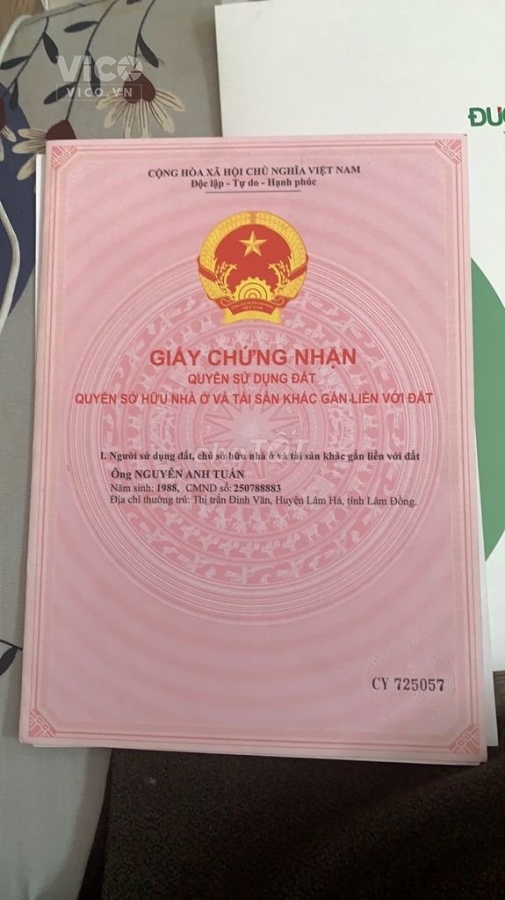 ViCO
VICO.VN
ĐƯỢ
CỘNG HÒA XÃ HỘI CHỦ NGHĨA VIỆT NAM
Độc lập - Tự do - Hạnh phúc
VIỆT NAM
GIẤY CHỨNG NHẬN
QUYỀN SỬ DỤNG ĐẤT
QUYỀN SỞ HỮU NHÀ Ở VÀ TÀI SẢN KHÁC GẮN LIỀN VỚI ĐẤT
I. Người sử dụng đất, chủ sở hữu nhà ở và tài sản khác gắn liền với đất
Ông NGUYỄN ANH TUẤN
Năm sinh: 1988, CMND số: 250788883
Địa chỉ thường trú: Thị trấn Đinh Văn, Huyện Lâm Hà, tỉnh Lâm Đồng.
CY 725057